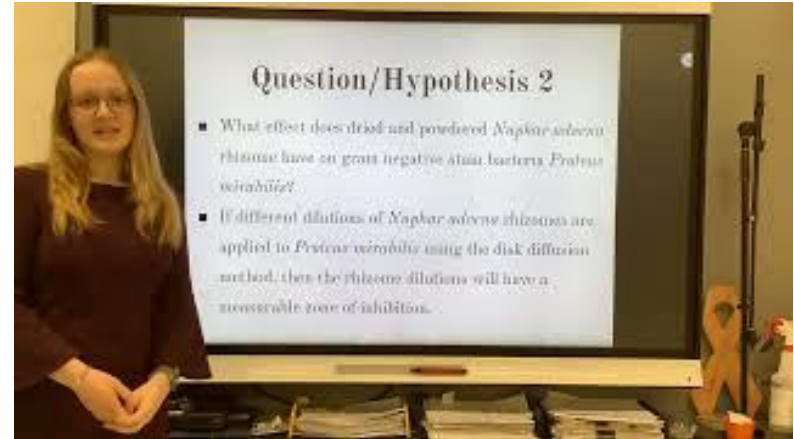 Question/Hypothesis 2
▪ What effect does dried and powdered Nuphar advena
rhizome have on gram negative stain bacteria Proteus
mirabilis?
▪ If different dilutions of Nuphar advena rhizomes are
applied to Proteus mirabilis using the disk diffusion
method, then the rhizome dilutions will have a
measurable zone of inhibition.